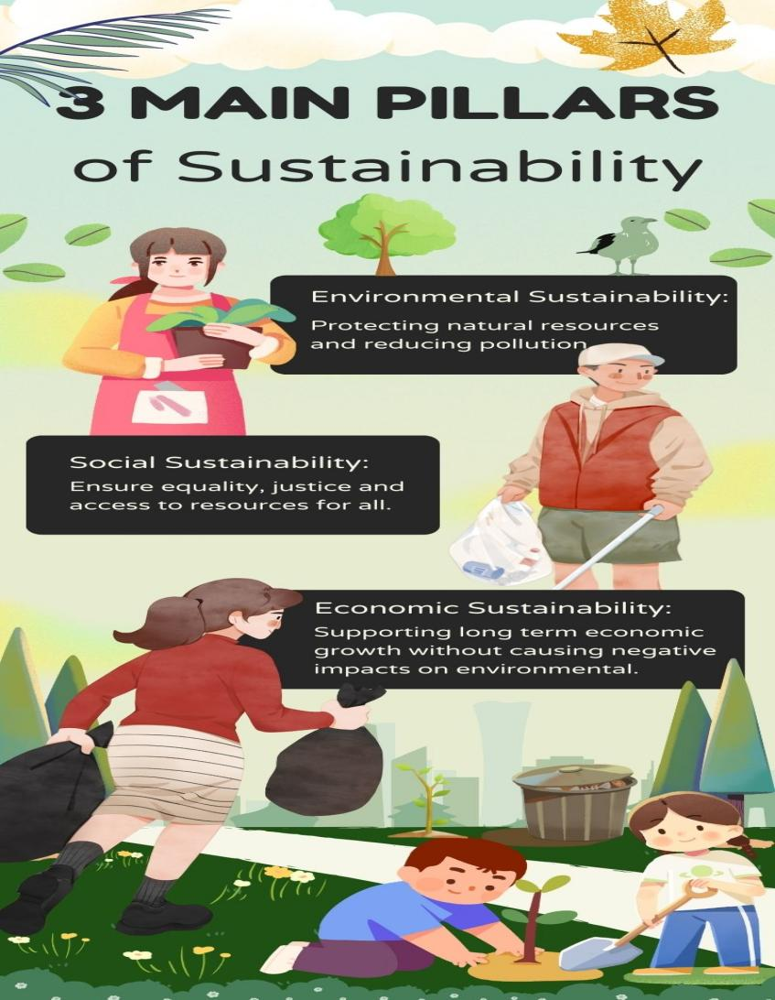 3 MAIN PILLARS
of Sustainability
Environmental Sustainability:
Protecting natural resources
and reducing pollution
Social Sustainability:
Ensure equality, justice and
access to resources for all.
Economic Sustainability:
Supporting long term economic
growth without causing negative
impacts on environmental.